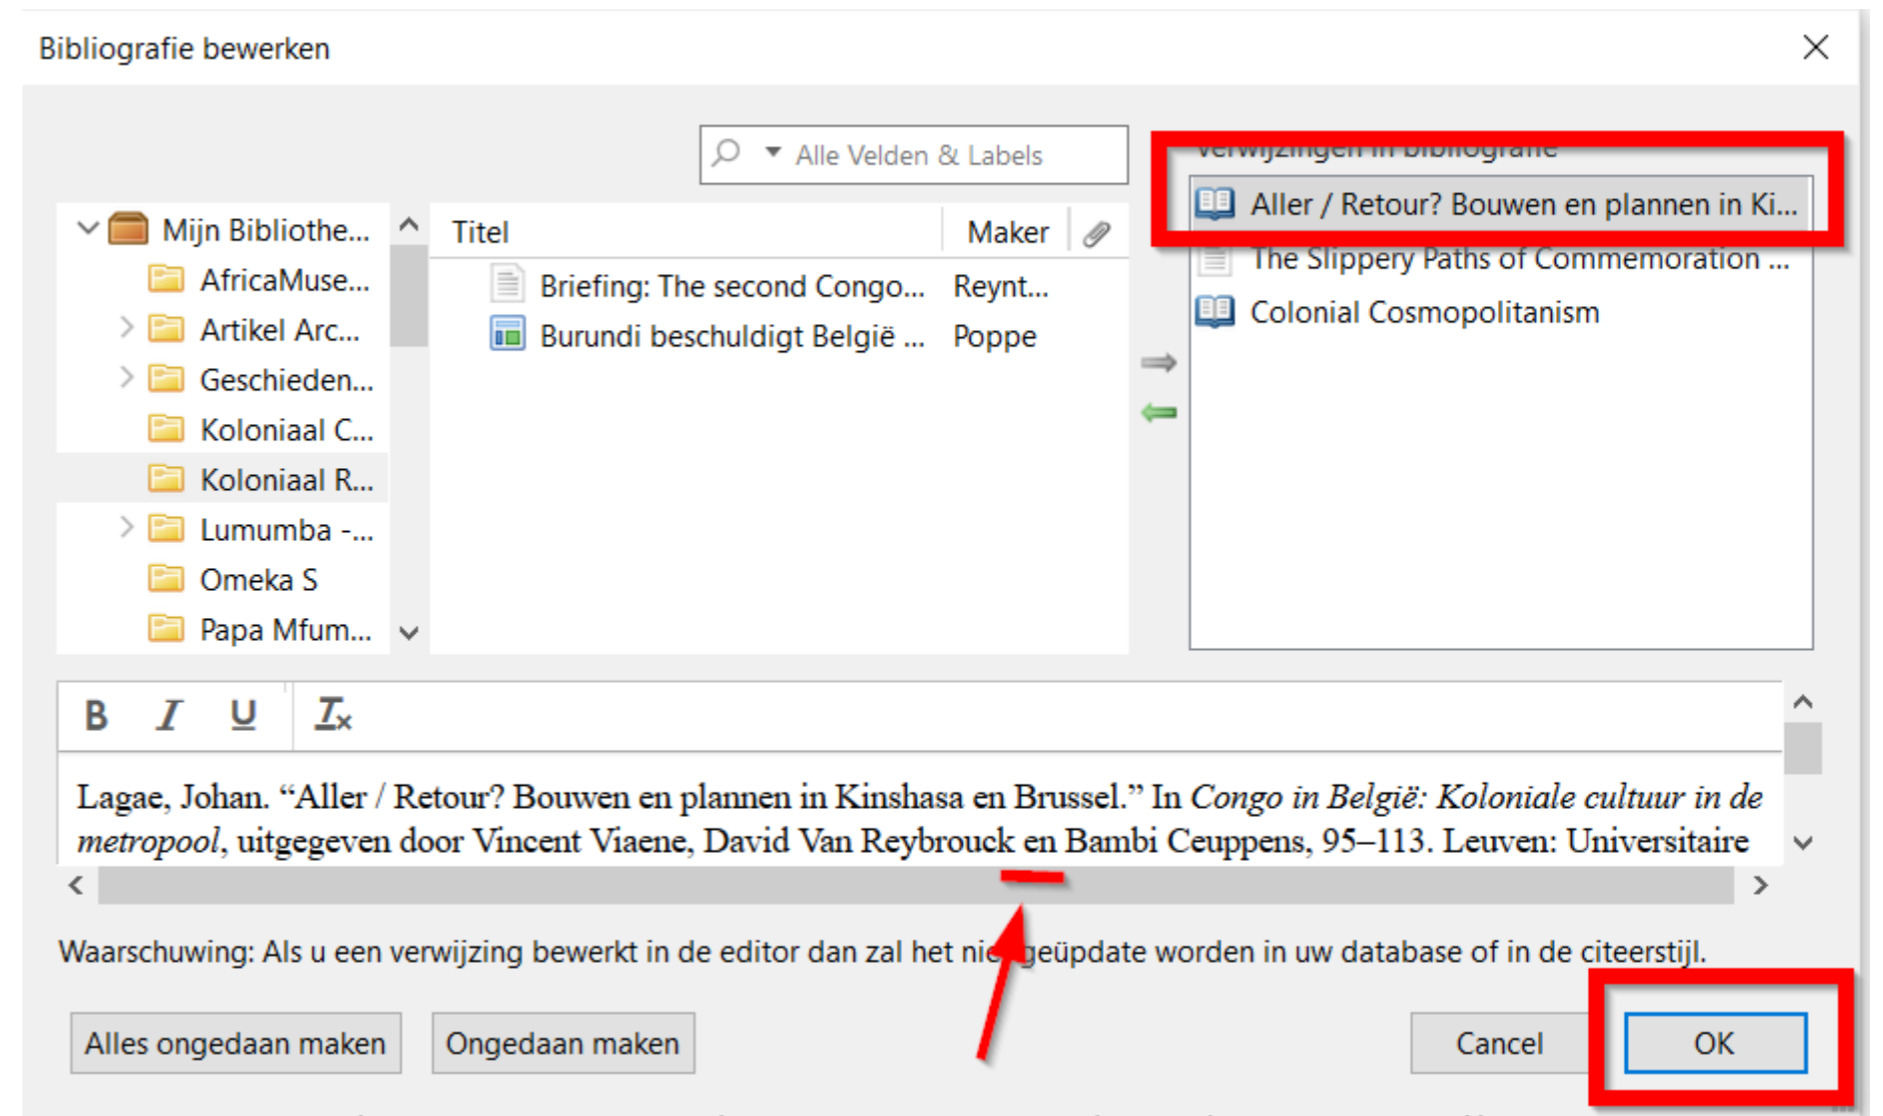 Bibliografie bewerken
Alle Velden & Labels
Verwijzingen in bibliografie
Aller / Retour? Bouwen en plannen in Ki...
The Slippery Paths of Commemoration ...
Colonial Cosmopolitanism
Mijn Bibliothe...
AfricaMuse...
Artikel Arc...
Geschieden...
Koloniaal C...
Koloniaal R...
Lumumba -...
Omeka S
Papa Mfum...
Titel Maker
Briefing: The second Congo... Reynt...
Burundi beschuldigt België ... Poppe
B I U Tx
Lagae, Johan. “Aller / Retour? Bouwen en plannen in Kinshasa en Brussel.” In Congo in België: Koloniale cultuur in de
metropool, uitgegeven door Vincent Viaene, David Van Reybrouck en Bambi Ceuppens, 95–113. Leuven: Universitaire
Waarschuwing: Als u een verwijzing bewerkt in de editor dan zal het niet geüpdate worden in uw database of in de citeerstijl.
Alles ongedaan maken Ongedaan maken Cancel OK